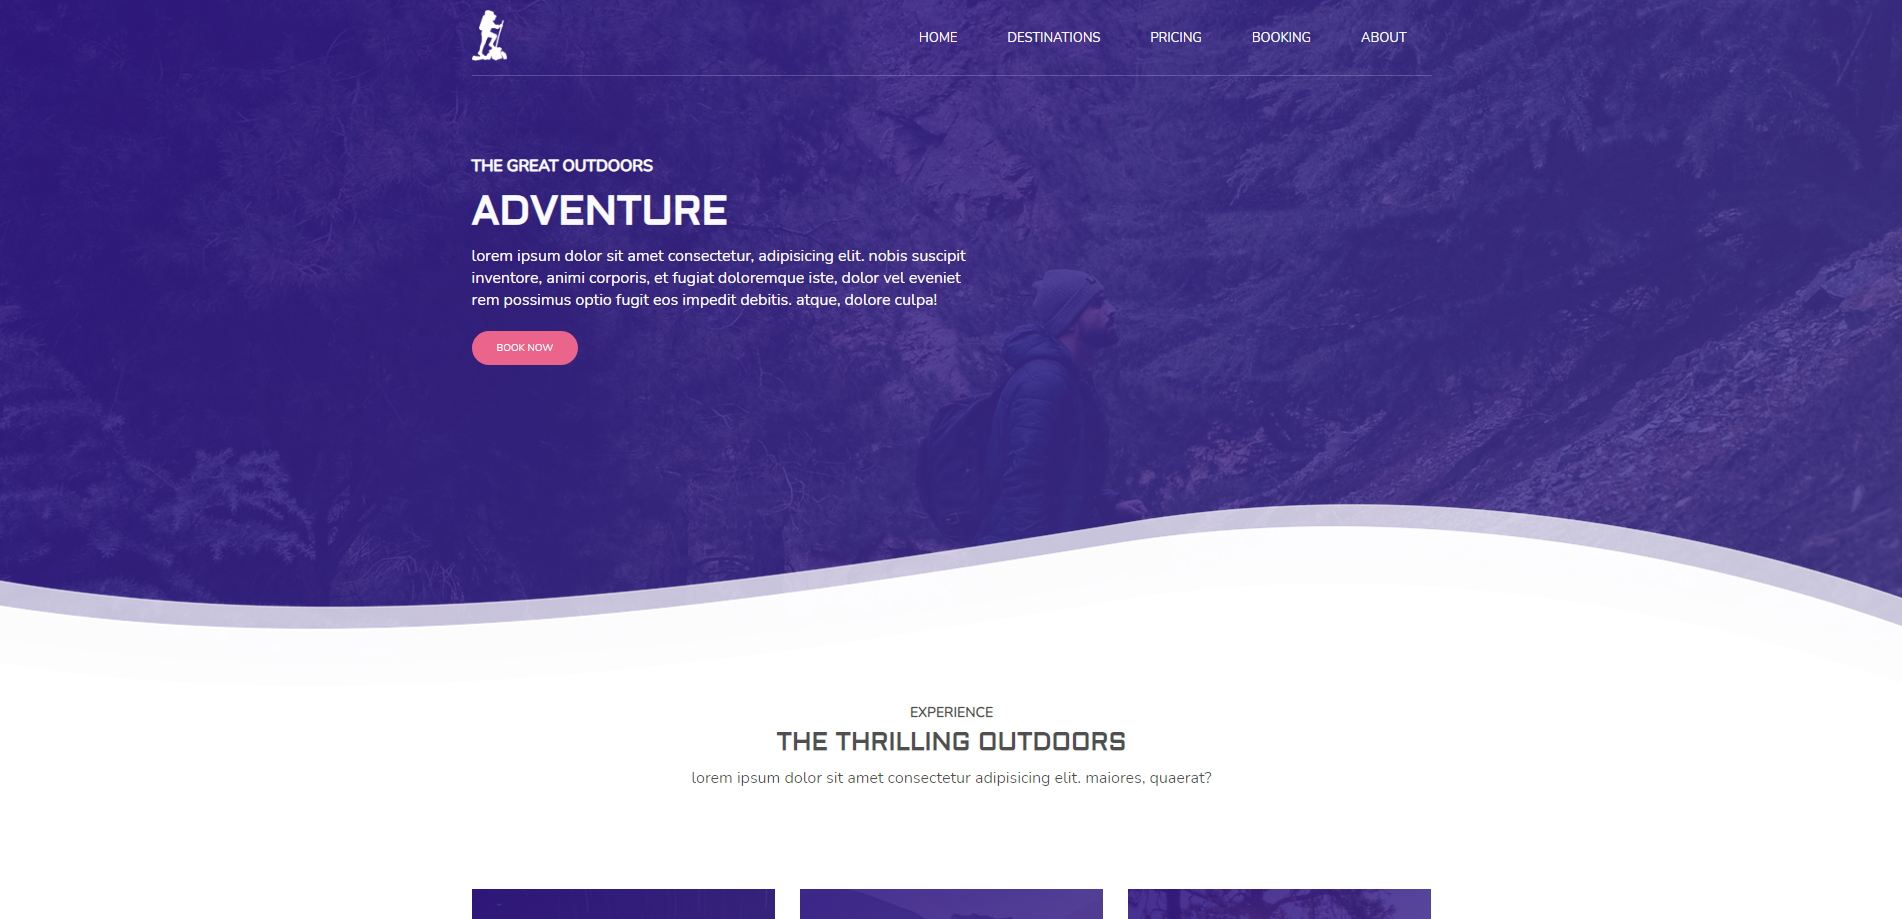 HOME DESTINATIONS PRICING BOOKING ABOUT
THE GREAT OUTDOORS
ADVENTURE
lorem ipsum dolor sit amet consectetur, adipisicing elit. nobis suscipit
inventore, animi corporis, et fugiat doloremque iste, dolor vel eveniet
rem possimus optio fugit eos impedit debitis. atque, dolore culpa!
BOOK NOW
EXPERIENCE
THE THRILLING OUTDOORS
lorem ipsum dolor sit amet consectetur adipisicing elit. maiores, quaerat?